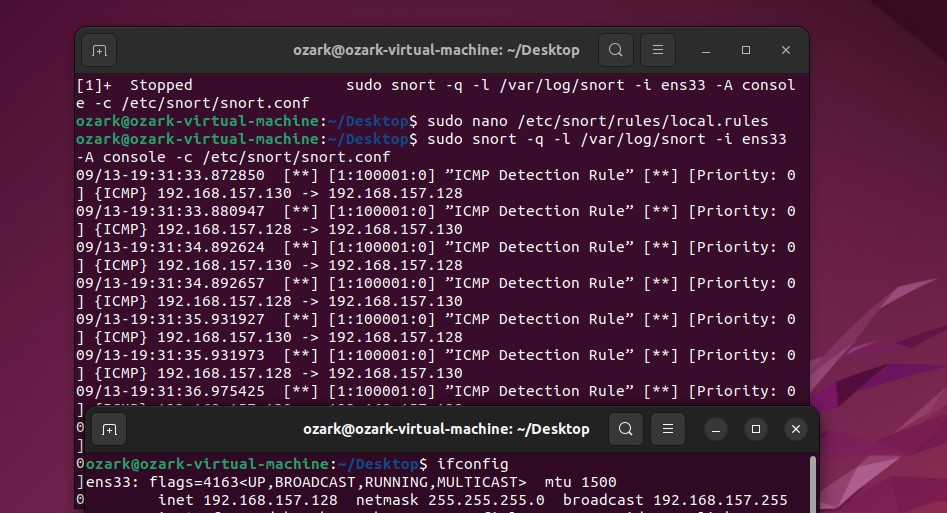 ozark@ozark-virtual-machine: ~/Desktop
[1]+  Stopped                 sudo snort -q -l /var/log/snort -i ens33 -A consol
e -c /etc/snort/snort.conf
ozark@ozark-virtual-machine:~/Desktop$ sudo nano /etc/snort/rules/local.rules
ozark@ozark-virtual-machine:~/Desktop$ sudo snort -q -l /var/log/snort -i ens33
-A console -c /etc/snort/snort.conf
09/13-19:31:33.872850  [**] [1:100001:0] ”ICMP Detection Rule” [**] [Priority: 0
] {ICMP} 192.168.157.130 -> 192.168.157.128
09/13-19:31:33.880947  [**] [1:100001:0] ”ICMP Detection Rule” [**] [Priority: 0
] {ICMP} 192.168.157.128 -> 192.168.157.130
09/13-19:31:34.892624  [**] [1:100001:0] ”ICMP Detection Rule” [**] [Priority: 0
] {ICMP} 192.168.157.130 -> 192.168.157.128
09/13-19:31:34.892657  [**] [1:100001:0] ”ICMP Detection Rule” [**] [Priority: 0
] {ICMP} 192.168.157.128 -> 192.168.157.130
09/13-19:31:35.931927  [**] [1:100001:0] ”ICMP Detection Rule” [**] [Priority: 0
] {ICMP} 192.168.157.130 -> 192.168.157.128
09/13-19:31:35.931973  [**] [1:100001:0] ”ICMP Detection Rule” [**] [Priority: 0
] {ICMP} 192.168.157.128 -> 192.168.157.130
09/13-19:31:36.975425  [**] [1:100001:0] ”ICMP Detection Rule” [**] [Priority: 0
]
0
]
0
]
0
ozark@ozark-virtual-machine: ~/Desktop
ozark@ozark-virtual-machine:~/Desktop$ ifconfig
ens33: flags=4163<UP,BROADCAST,RUNNING,MULTICAST>  mtu 1500
inet 192.168.157.128  netmask 255.255.255.0  broadcast 192.168.157.255